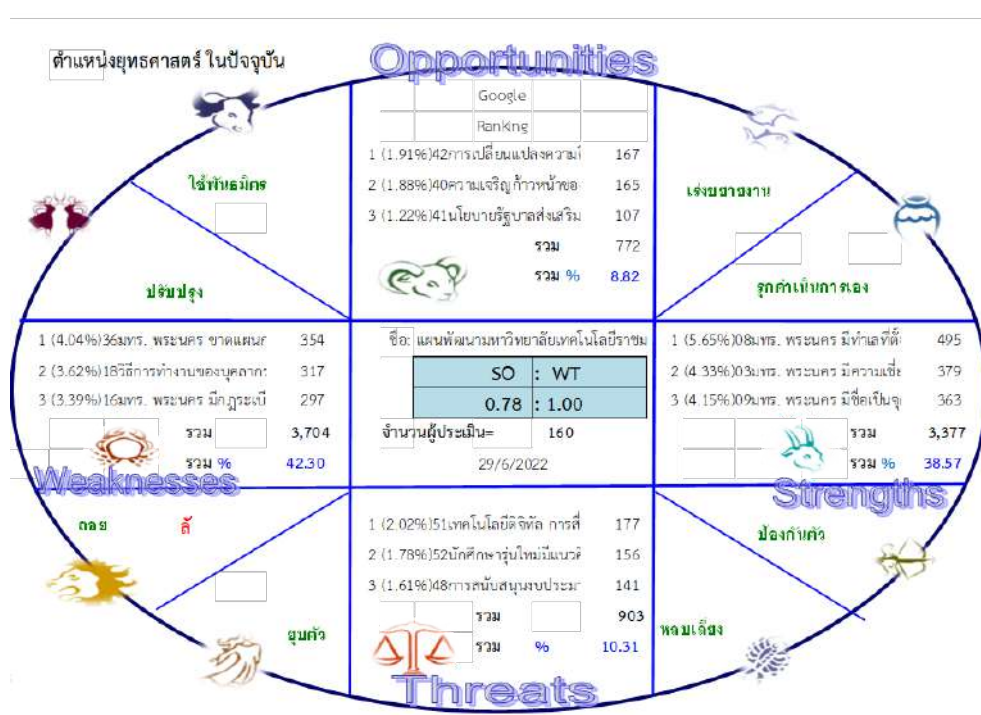 ตำแหน่งยุทธศาสตร์ ในปัจจุบัน
Opportunities
Google
Ranking
1 (1.91%)42การเปลี่ยนแปลงความ 167
2 (1.88%)40ความเจริญก้าวหน้าขอ 165
3 (1.22%)41นโยบายรัฐบาลส่งเสริม 107
รวม 772
รวม % 8.82
ใช้พันธมิตร
ปรับปรุง
เร่งขยายงาน
รุกดำเนินการเอง
1 (4.04%)36มทร. พระนคร ขาดแผน 354
2 (3.62%)18วิธีการทำงานของบุคลาก 317
3 (3.39%)16มทร. พระนคร มีกฎระเบี 297
รวม 3,704
รวม % 42.30
Weaknesses
ชื่อ: แผนพัฒนามหาวิทยาลัยเทคโนโลยีราชม
SO : WT
0.78 : 1.00
จำนวนผู้ประเมิน= 160
29/6/2022
1 (5.65%)08มทร. พระนคร มีทำเลที่ตั้ 495
2 (4.33%)03มทร. พระนคร มีความเชี่ 379
3 (4.15%)09มทร. พระนคร มีชื่อเป็นจุ 363
รวม 3,377
รวม % 38.57
Strengths
ถอย
ลั
ยุบตัว
1 (2.02%)51เทคโนโลยีดิจิทัล การสื่ 177
2 (1.78%)52นักศึกษารุ่นใหม่มีแนวคิ 156
3 (1.61%)48การสนับสนุนงบประมา 141
รวม 903
รวม % 10.31
Threats
ป้องกันตัว
หลบเลี่ยง